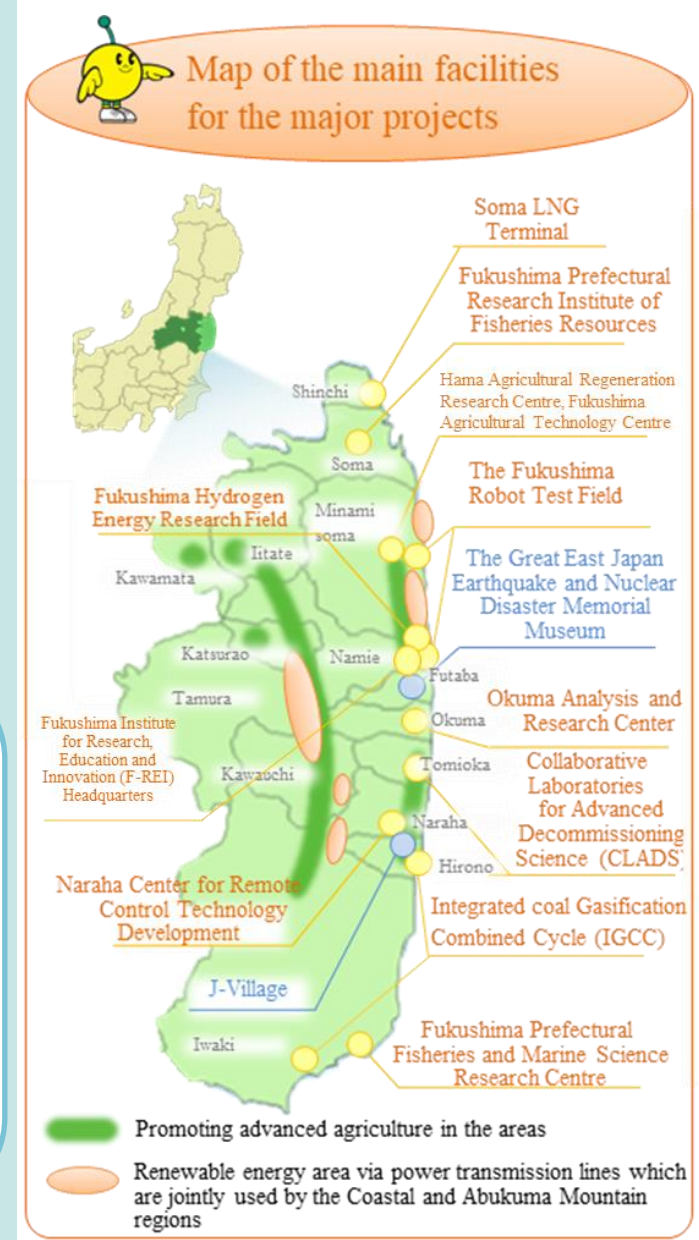 Map of the main facilities
for the major projects
Soma LNG
Terminal
Fukushima Prefectural
Research Institute of
Fisheries Resources
Shinchi
Hama Agricultural Regeneration
Research Centre, Fukushima
Agricultural Technology Centre
Soma
The Fukushima
Robot Test Field
Fukushima Hydrogen
Energy Research Field
Minami
soma
Iitate
Kawamata
The Great East Japan
Earthquake and Nuclear
Disaster Memorial
Museum
Katsurao
Namie
Futaba
Tamura
Okuma Analysis and
Research Center
Okuma
Fukushima Institute
for Research,
Education and
Innovation (F-REI)
Headquarters
Kawauchi
Tomioka
Collaborative
Laboratories
for Advanced
Decommissioning
Science (CLADS)
Naraha
Hirono
Naraha Center for Remote
Control Technology
Development
Integrated coal Gasification
Combined Cycle (IGCC)
J-Village
Iwaki
Fukushima Prefectural
Fisheries and Marine Science
Research Centre
Promoting advanced agriculture in the areas
Renewable energy area via power transmission lines which
are jointly used by the Coastal and Abukuma Mountain
regions